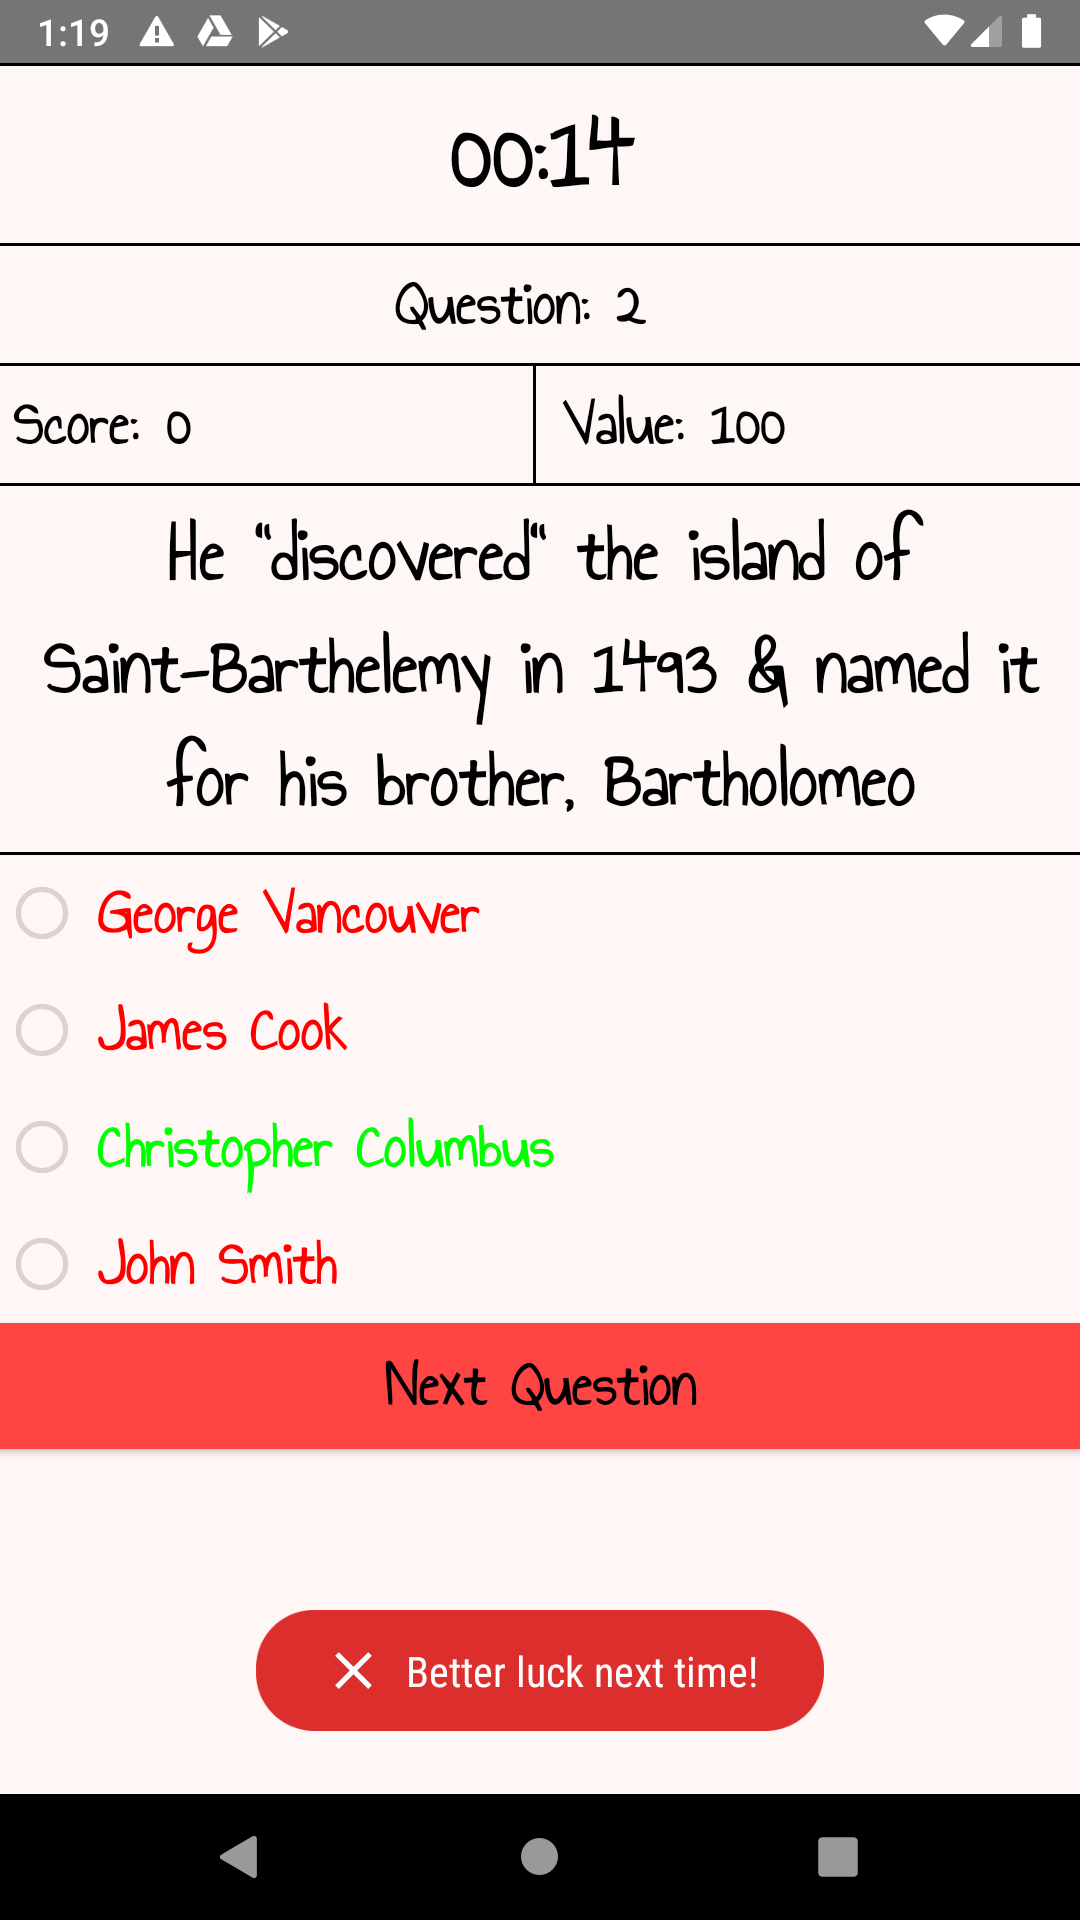 1:19
00:14
Question: 2
Score: 0
Value: 100
He "discovered" the island of
Saint-Barthelemy in 1493 & named it
for his brother, Bartholomeo
George Vancouver
James Cook
Christopher Columbus
John Smith
Next Question
Better luck next time!